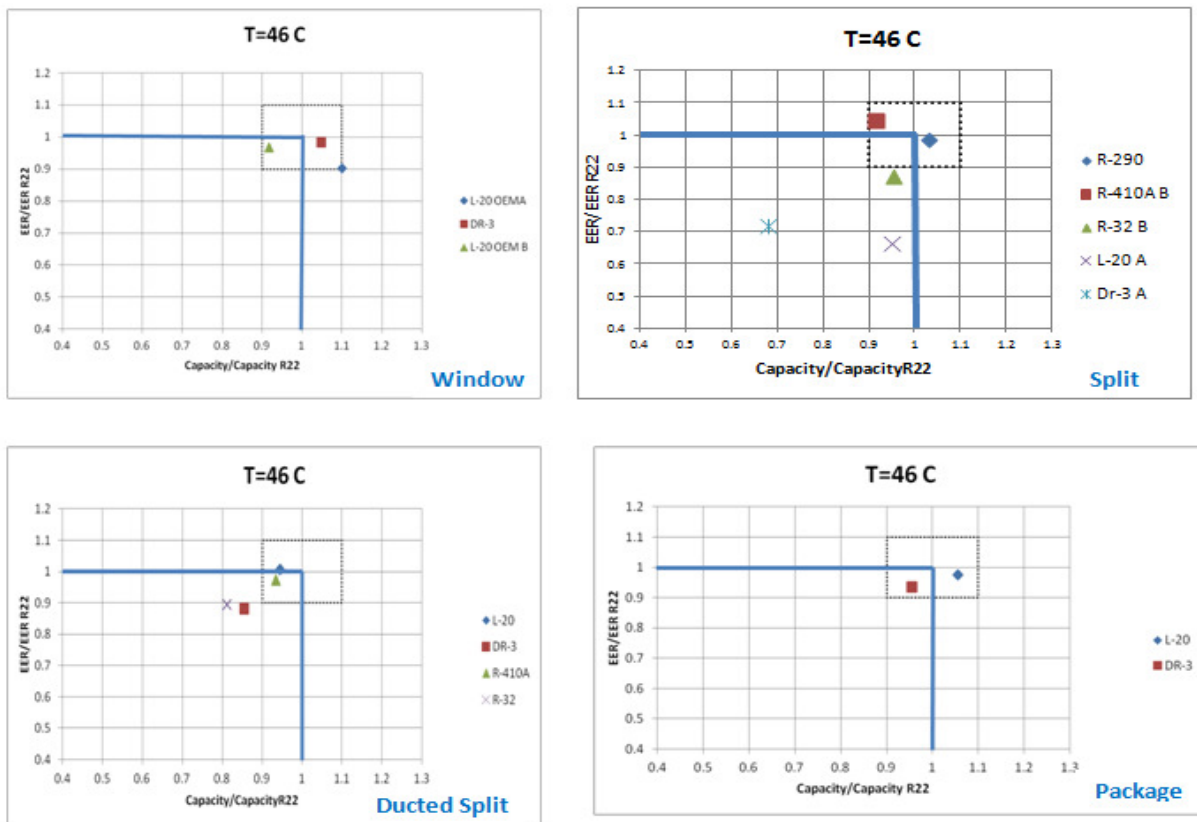 T=46 C
EER/EER R22
1.2
1.1
1
0.9
0.8
0.7
0.6
0.5
0.4
0.4 0.5 0.6 0.7 0.8 0.9 1 1.1 1.2 1.3
Capacity/Capacity R22
L-20 OEMA
DR-3
L-20 OEM B
Window
T=46 C
EER/EER R22
1.2
1.1
1
0.9
0.8
0.7
0.6
0.5
0.4
0.4 0.5 0.6 0.7 0.8 0.9 1 1.1 1.2 1.3
Capacity/CapacityR22
R-290
R-410A B
R-32 B
L-20 A
Dr-3 A
Split
T=46 C
EER/EER R22
1.2
1.1
1
0.9
0.8
0.7
0.6
0.5
0.4
0.4 0.5 0.6 0.7 0.8 0.9 1 1.1 1.2 1.3
Capacity/CapacityR22
L-20
DR-3
R-410A
R-32
Ducted Split
T=46 C
EER/EER R22
1.2
1.1
1
0.9
0.8
0.7
0.6
0.5
0.4
0.4 0.5 0.6 0.7 0.8 0.9 1 1.1 1.2 1.3
Capacity/Capacity R22
L-20
DR-3
Package